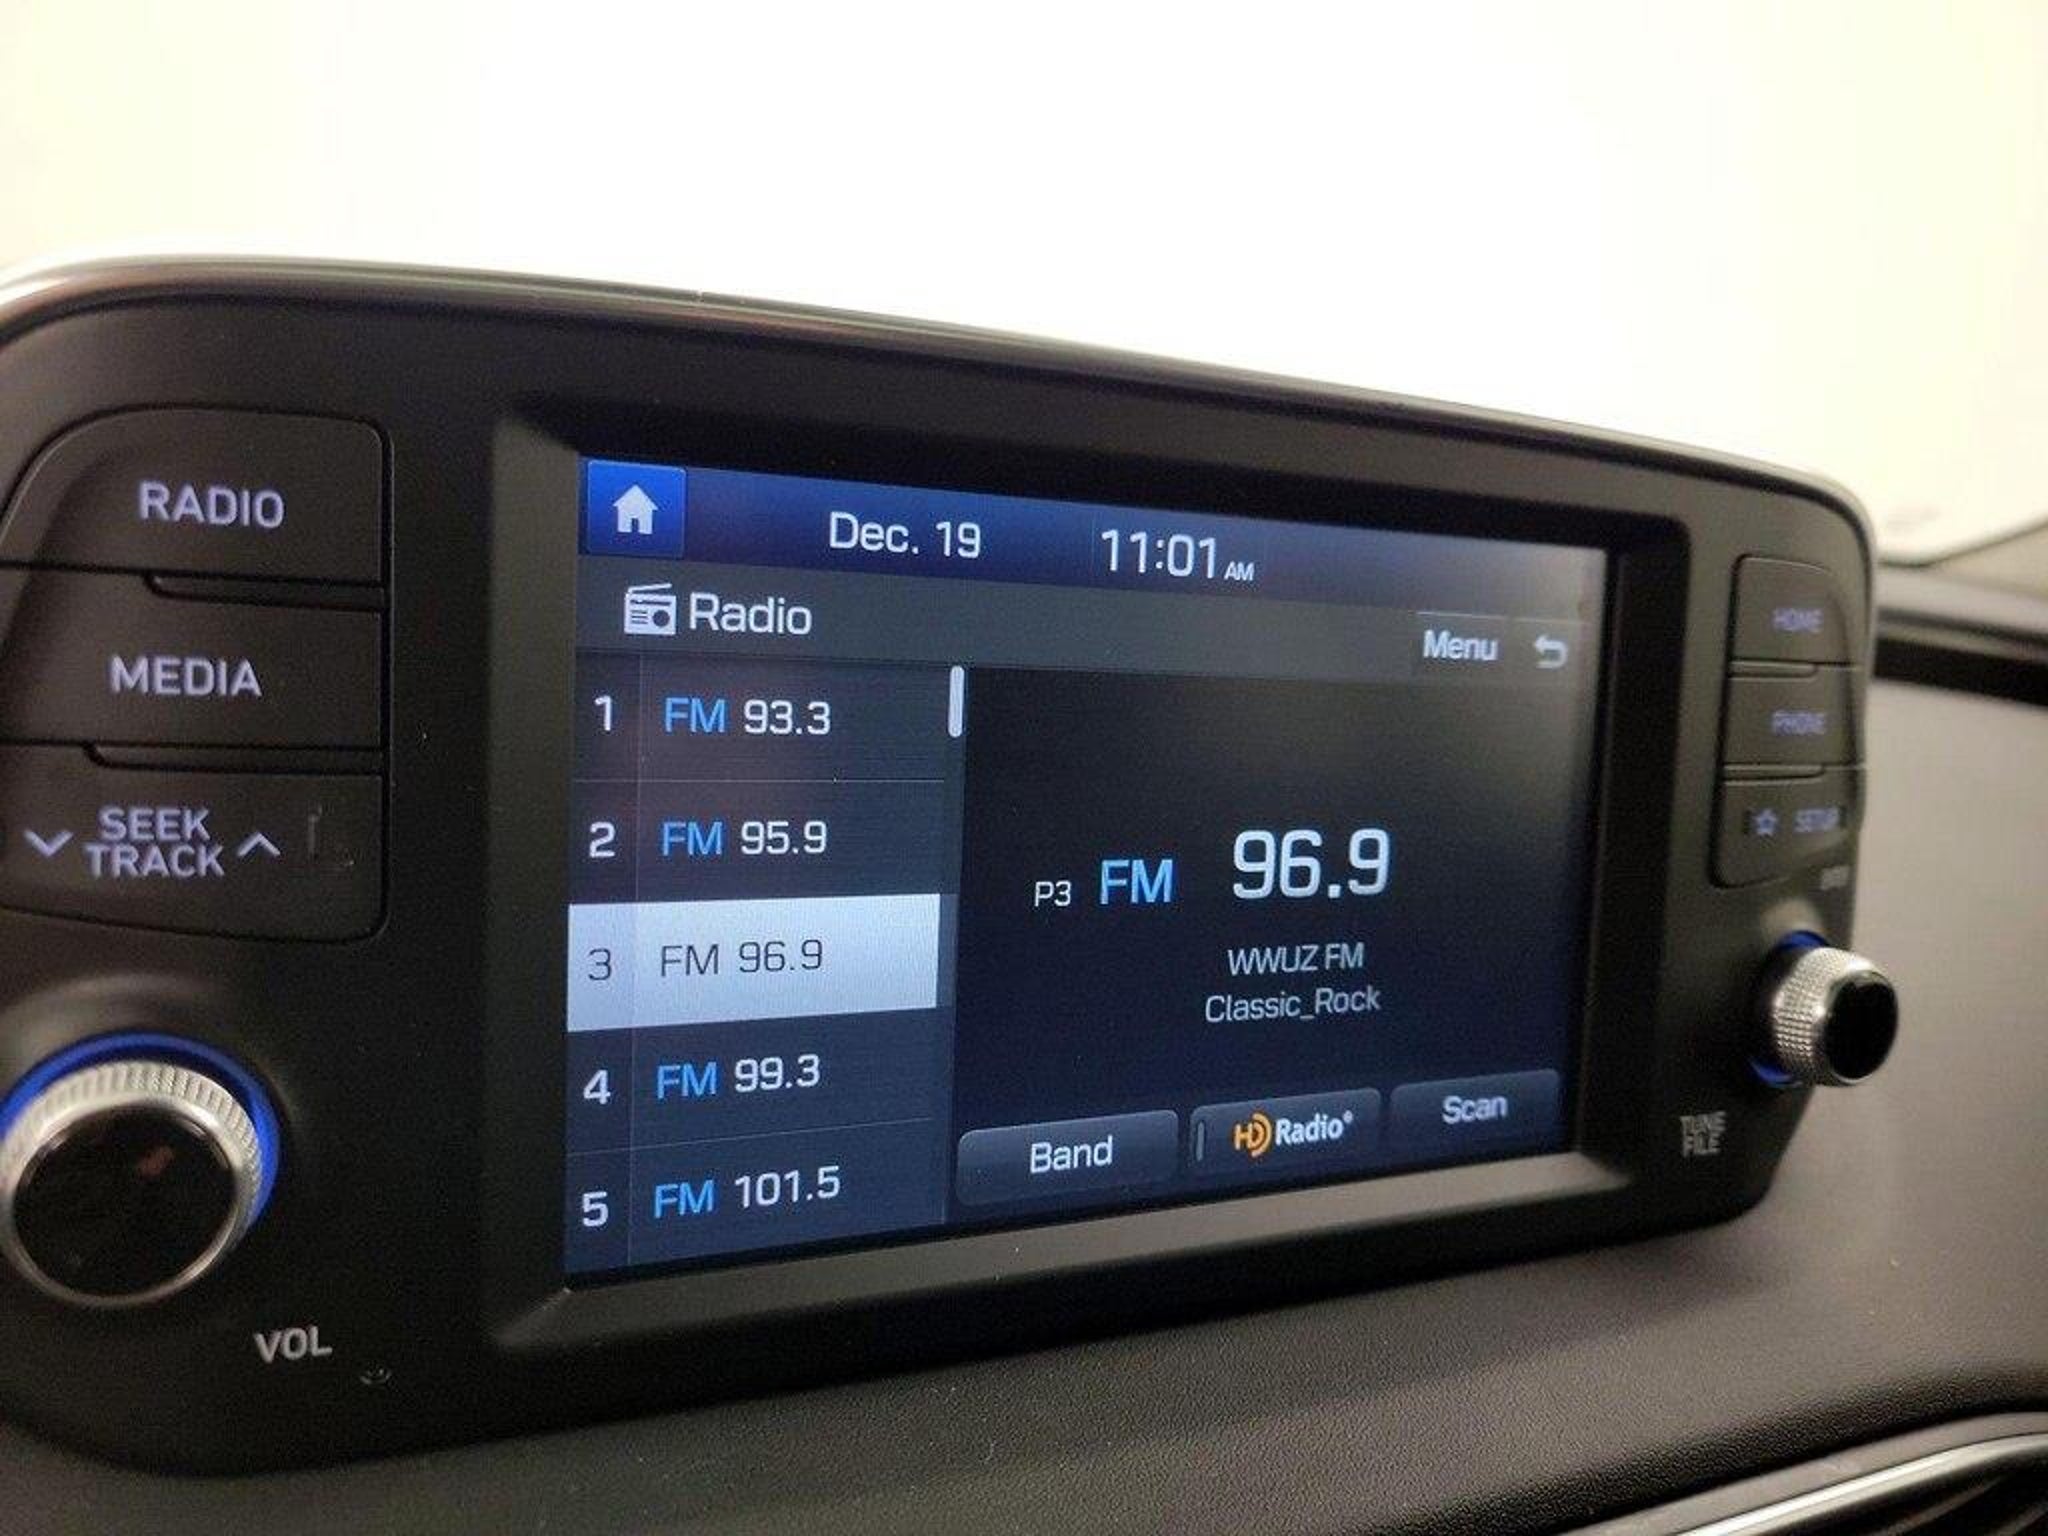 RADIO
MEDIA
SEEK
TRACK
VOL
Dec. 19 11:01 AM
Radio
Menu
1 FM 93.3
2 FM 95.9
3 FM 96.9
4 FM 99.3
5 FM 101.5
P3 FM 96.9
WWUZ FM
Classic_Rock
Band
HD Radio®
Scan
HOME
PHONE
SETUP
TUNE
FILE